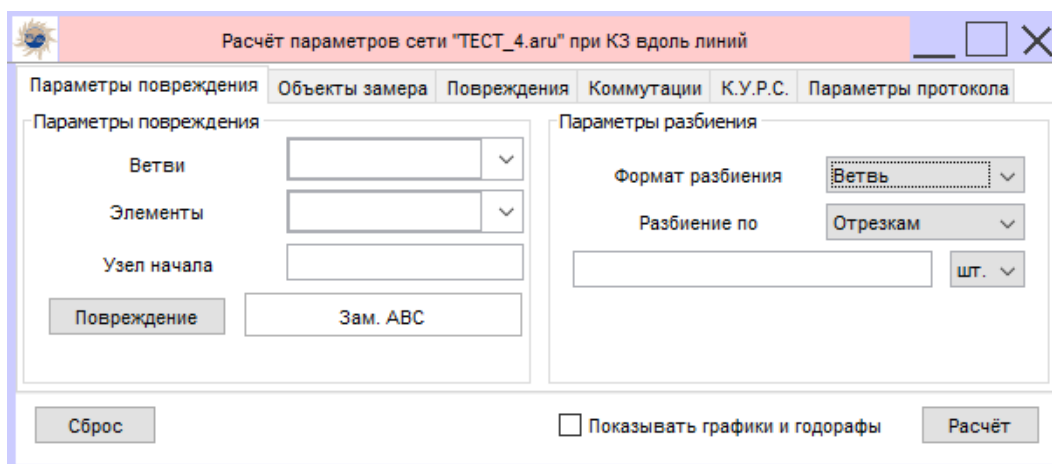 Расчёт параметров сети "ТЕСТ_4.aru" при КЗ вдоль линий
Параметры повреждения Объекты замера Повреждения Коммутации К.У.Р.С. Параметры протокола
Параметры повреждения
Ветви
Элементы
Узел начала
Повреждение Зам. ABC
Параметры разбиения
Формат разбиения Ветвь
Разбиение по Отрезкам
шт.
Сброс Показывать графики и годорафы Расчёт